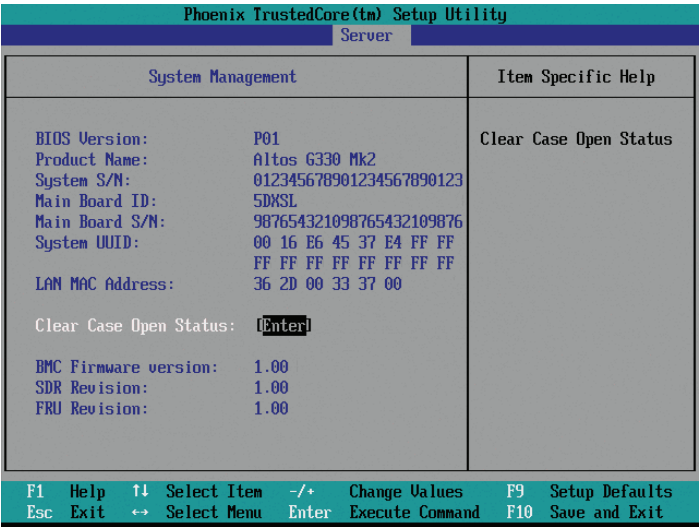 Phoenix TrustedCore(tm) Setup Utility
Server
System Management
Item Specific Help
BIOS Version: P01
Clear Case Open Status
Product Name: Altos G330 Mk2
System S/N: 0123456789012345678901​23
Main Board ID: 5DXSL
Main Board S/N: 9876543210987654321098​76
System UUID: 00 16 E6 45 37 E4 FF FF
FF FF FF FF FF FF FF FF
LAN MAC Address: 36 2D 00 33 37 00
Clear Case Open Status: [Enter]
BMC Firmware version: 1.00
SDR Revision: 1.00
FRU Revision: 1.00
F1 Help ↑↓ Select Item -/+ Change Values F9 Setup Defaults
Esc Exit ↔ Select Menu Enter Execute Command F10 Save and Exit